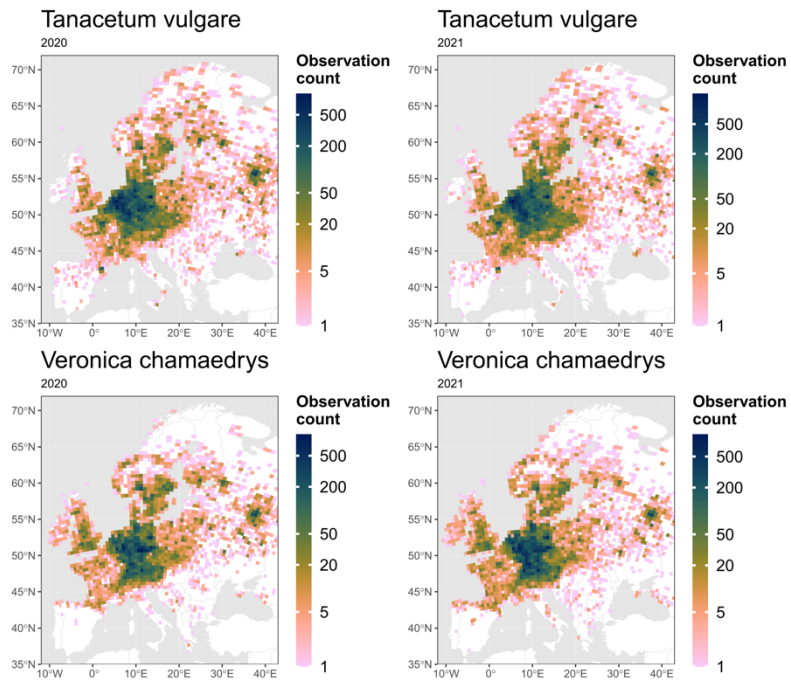 Tanacetum vulgare
2020
Observation
count
500
200
50
20
5
1
70°N
65°N
60°N
55°N
50°N
45°N
40°N
35°N
10°W 0° 10°E 20°E 30°E 40°E
Tanacetum vulgare
2021
Observation
count
500
200
50
20
5
1
70°N
65°N
60°N
55°N
50°N
45°N
40°N
35°N
10°W 0° 10°E 20°E 30°E 40°E
Veronica chamaedrys
2020
Observation
count
500
200
50
20
5
1
70°N
65°N
60°N
55°N
50°N
45°N
40°N
35°N
10°W 0° 10°E 20°E 30°E 40°E
Veronica chamaedrys
2021
Observation
count
500
200
50
20
5
1
70°N
65°N
60°N
55°N
50°N
45°N
40°N
35°N
10°W 0° 10°E 20°E 30°E 40°E